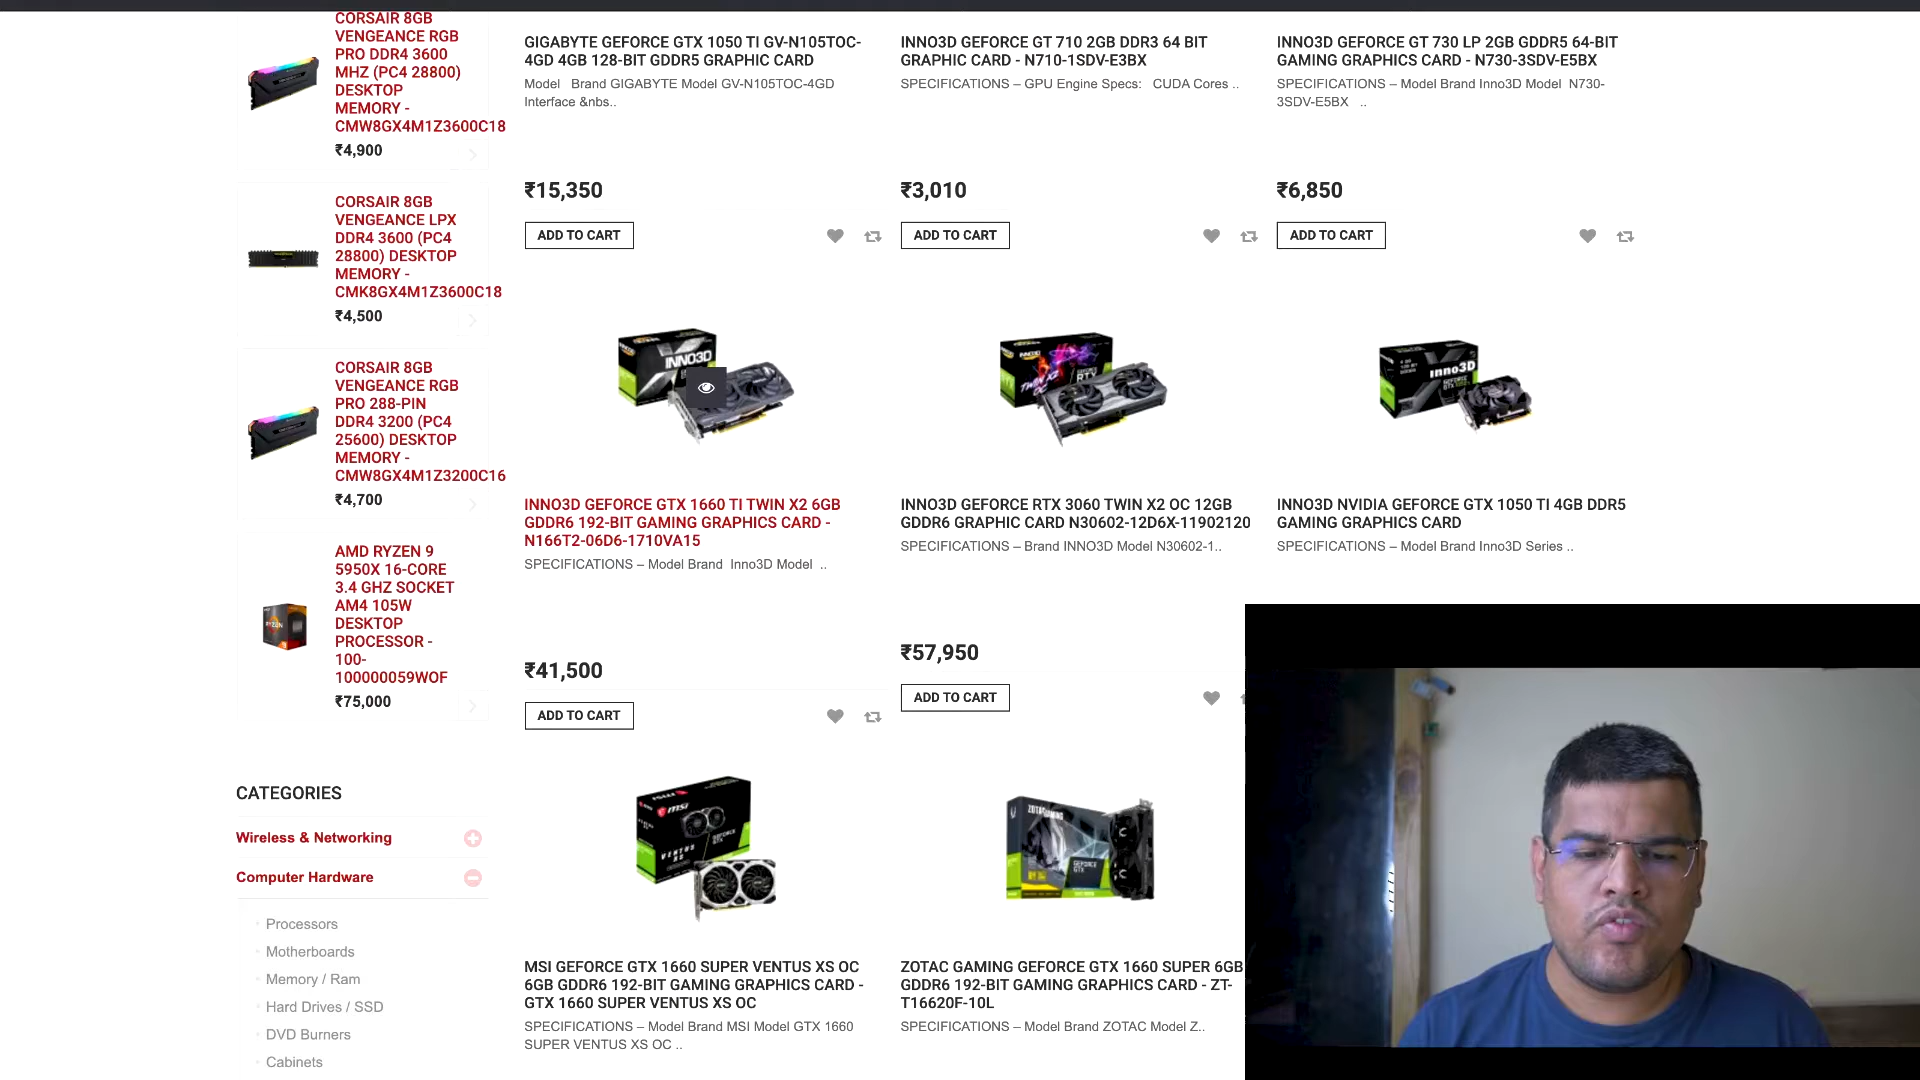 CORSAIR 8GB
VENGEANCE RGB
PRO DDR4 3600
MHZ (PC4 28800)
DESKTOP
MEMORY -
CMW8GX4M1Z3600C18
₹4,900
CORSAIR 8GB
VENGEANCE LPX
DDR4 3600 (PC4
28800) DESKTOP
MEMORY -
CMK8GX4M1Z3600C18
₹4,500
CORSAIR 8GB
VENGEANCE RGB
PRO 288-PIN
DDR4 3200 (PC4
25600) DESKTOP
MEMORY -
CMW8GX4M1Z3200C16
₹4,700
AMD RYZEN 9
5950X 16-CORE
3.4 GHZ SOCKET
AM4 105W
DESKTOP
PROCESSOR -
100-
100000059WOF
₹75,000
CATEGORIES
Wireless & Networking
Computer Hardware
Processors
Motherboards
Memory / Ram
Hard Drives / SSD
DVD Burners
Cabinets
GIGABYTE GEFORCE GTX 1050 TI GV-N105TOC-
4GD 4GB 128-BIT GDDR5 GRAPHIC CARD
Model Brand GIGABYTE Model GV-N105TOC-4GD
Interface &nbs..
₹15,350
ADD TO CART
INNO3D GEFORCE GT 710 2GB DDR3 64 BIT
GRAPHIC CARD - N710-1SDV-E3BX
SPECIFICATIONS – GPU Engine Specs: CUDA Cores ..
₹3,010
ADD TO CART
INNO3D GEFORCE GT 730 LP 2GB GDDR5 64-BIT
GAMING GRAPHICS CARD - N730-3SDV-E5BX
SPECIFICATIONS – Model Brand Inno3D Model N730-
3SDV-E5BX ..
₹6,850
ADD TO CART
INNO3D
INNO3D GEFORCE GTX 1660 TI TWIN X2 6GB
GDDR6 192-BIT GAMING GRAPHICS CARD -
N166T2-06D6-1710VA15
SPECIFICATIONS – Model Brand Inno3D Model ..
₹41,500
ADD TO CART
TWIN X2
INNO3D GEFORCE RTX 3060 TWIN X2 OC 12GB
GDDR6 GRAPHIC CARD N30602-12D6X-11902120
SPECIFICATIONS – Brand INNO3D Model N30602-1..
₹57,950
ADD TO CART
Inno3D
INNO3D NVIDIA GEFORCE GTX 1050 TI 4GB DDR5
GAMING GRAPHICS CARD
SPECIFICATIONS – Model Brand Inno3D Series ..
msi
VENTUS
XS
MSI GEFORCE GTX 1660 SUPER VENTUS XS OC
6GB GDDR6 192-BIT GAMING GRAPHICS CARD -
GTX 1660 SUPER VENTUS XS OC
SPECIFICATIONS – Model Brand MSI Model GTX 1660
SUPER VENTUS XS OC ..
ZOTAC GAMING
GEFORCE
GTX
ZOTAC GAMING GEFORCE GTX 1660 SUPER 6GB
GDDR6 192-BIT GAMING GRAPHICS CARD - ZT-
T16620F-10L
SPECIFICATIONS – Model Brand ZOTAC Model Z..